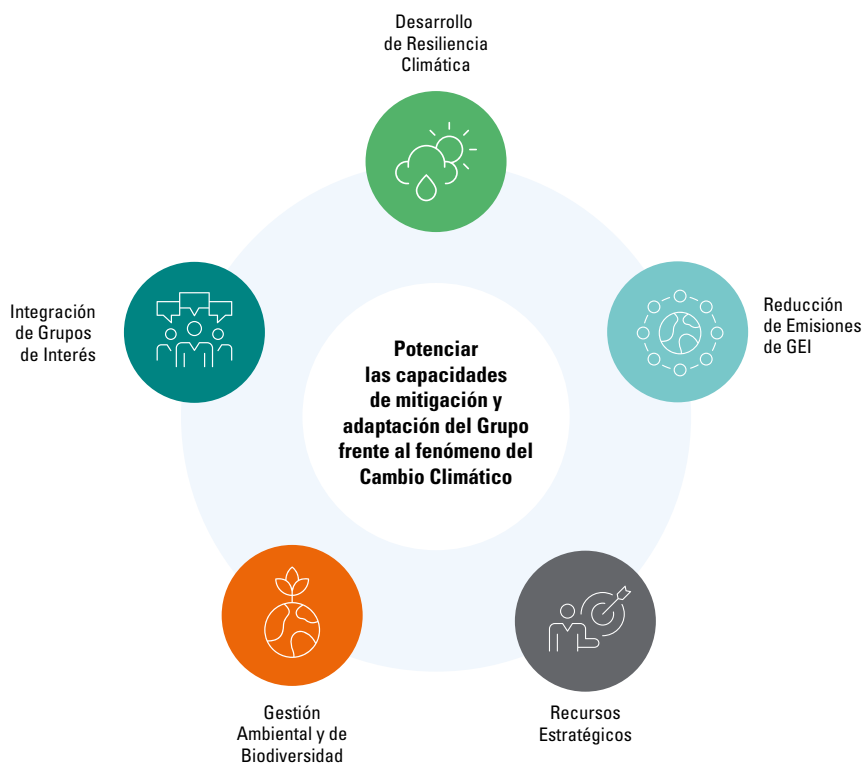 Desarrollo
de Resiliencia
Climática
Integración
de Grupos
de Interés
Potenciar
las capacidades
de mitigación y
adaptación del Grupo
frente al fenómeno del
Cambio Climático
Reducción
de Emisiones
de GEI
Gestión
Ambiental y de
Biodiversidad
Recursos
Estratégicos